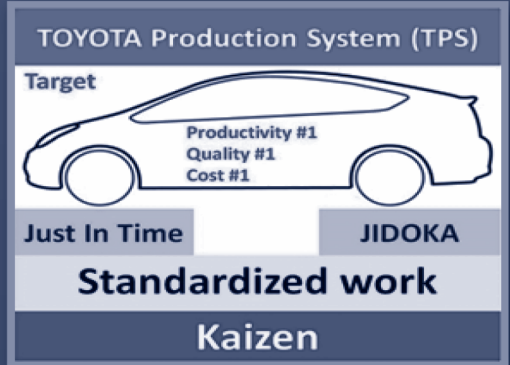 TOYOTA Production System (TPS)
Target
Productivity #1
Quality #1
Cost #1
Just In Time
JIDOKA
Standardized work
Kaizen